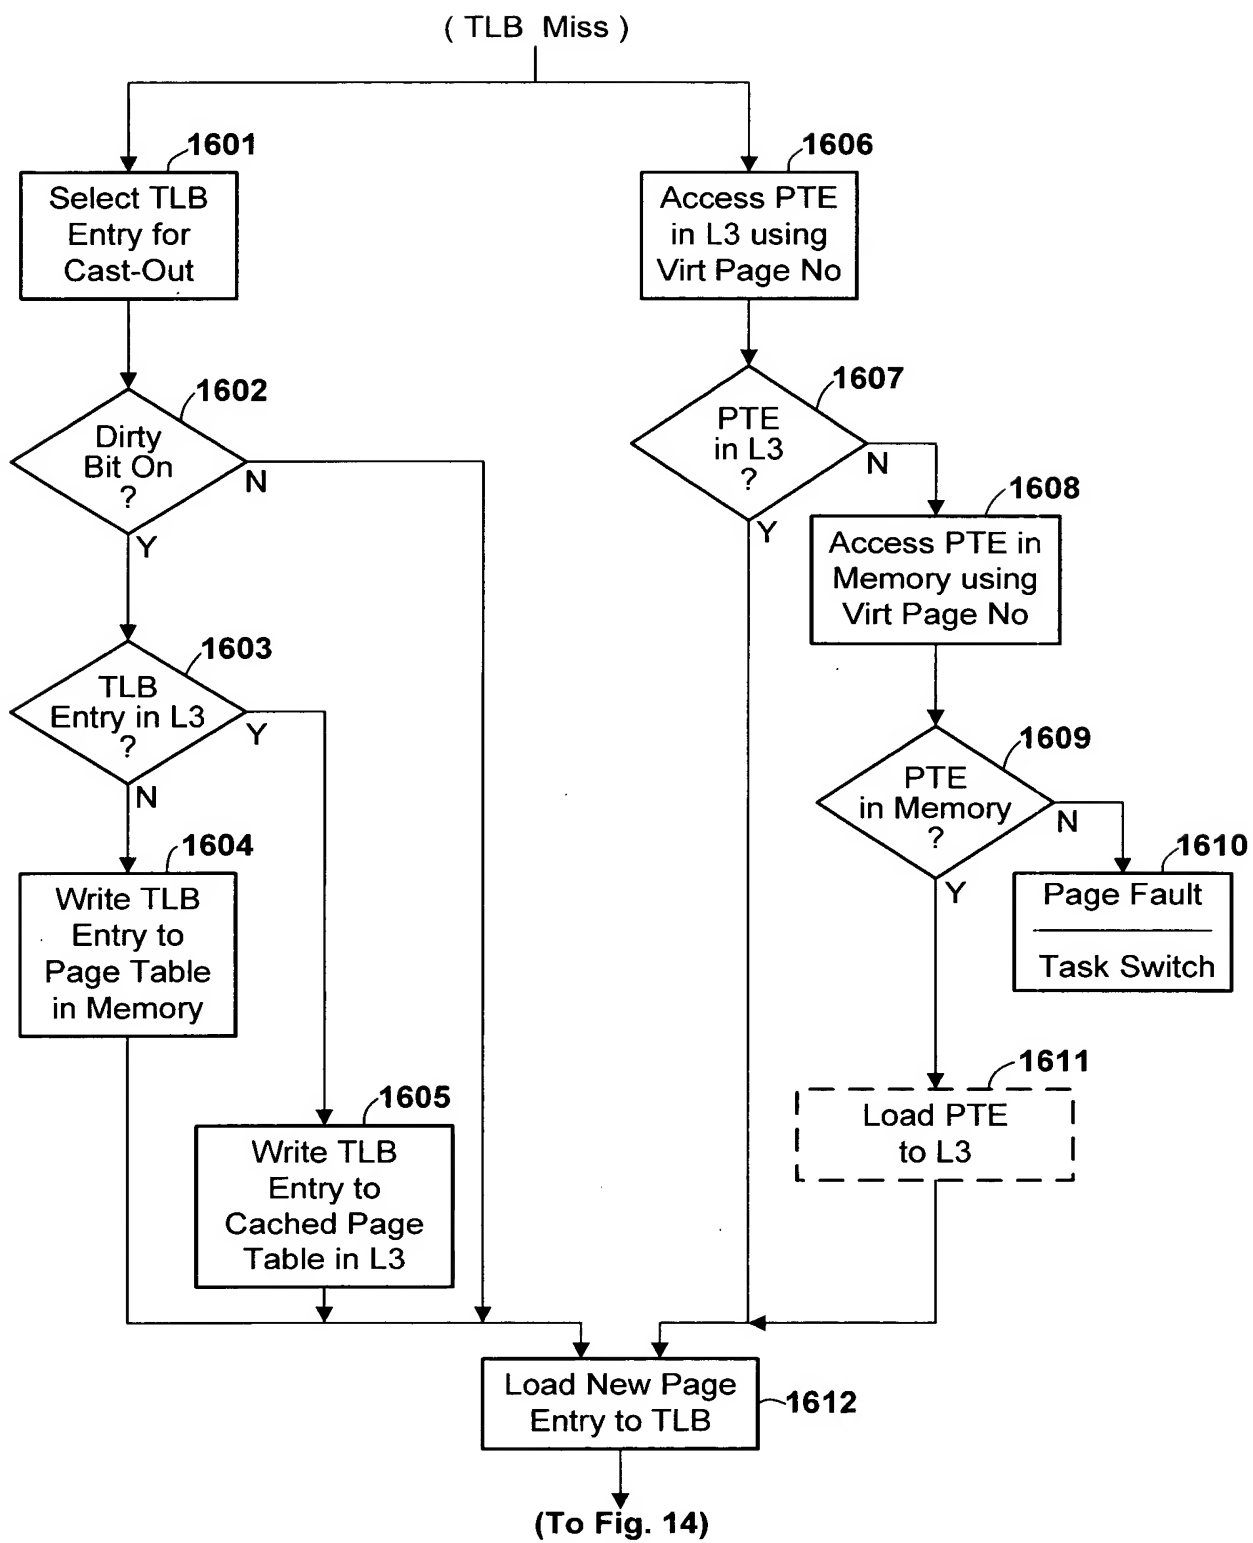 ( TLB Miss )
1601
Select TLB
Entry for
Cast-Out
1606
Access PTE
in L3 using
Virt Page No
1602
Dirty
Bit On
?
N
Y
1607
PTE
in L3
?
N
Y
1608
Access PTE in
Memory using
Virt Page No
1603
TLB
Entry in L3
?
Y
N
1609
PTE
in Memory
?
N
Y
1604
Write TLB
Entry to
Page Table
in Memory
1610
Page Fault
Task Switch
1605
Write TLB
Entry to
Cached Page
Table in L3
1611
Load PTE
to L3
Load New Page
Entry to TLB
1612
(To Fig. 14)